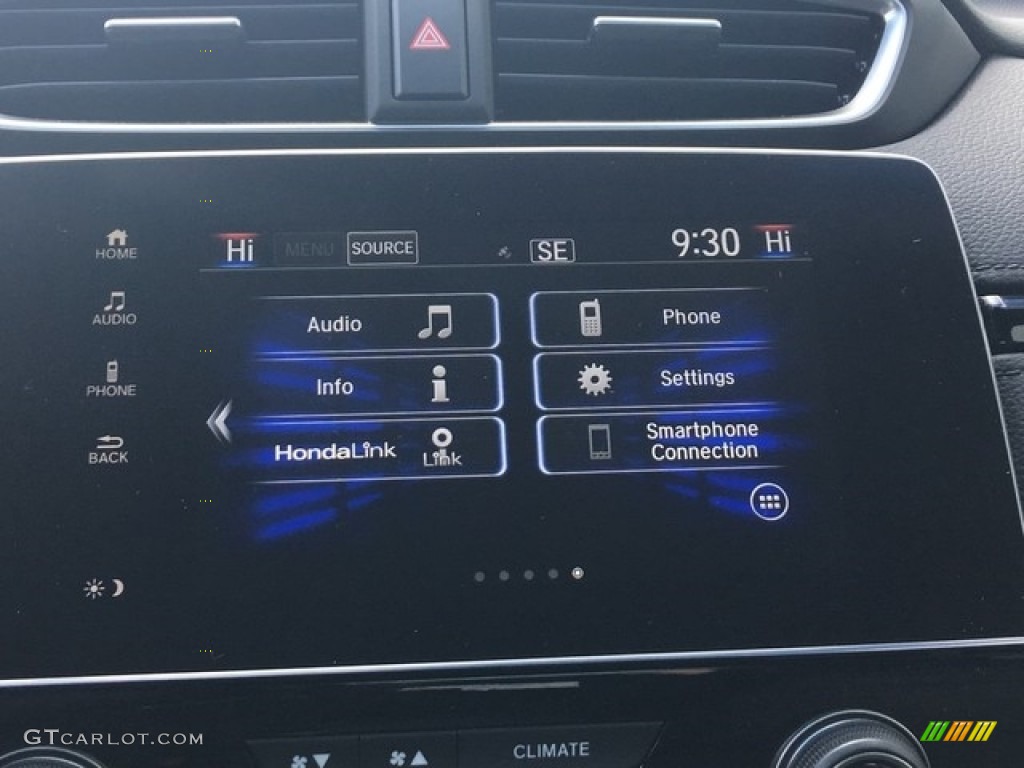 HOME
Hi
MENU
SOURCE
SE
9:30
Hi
AUDIO
Audio
Phone
PHONE
Info
Settings
BACK
HondaLink
Link
Smartphone
Connection
GTCARLOT.COM
CLIMATE